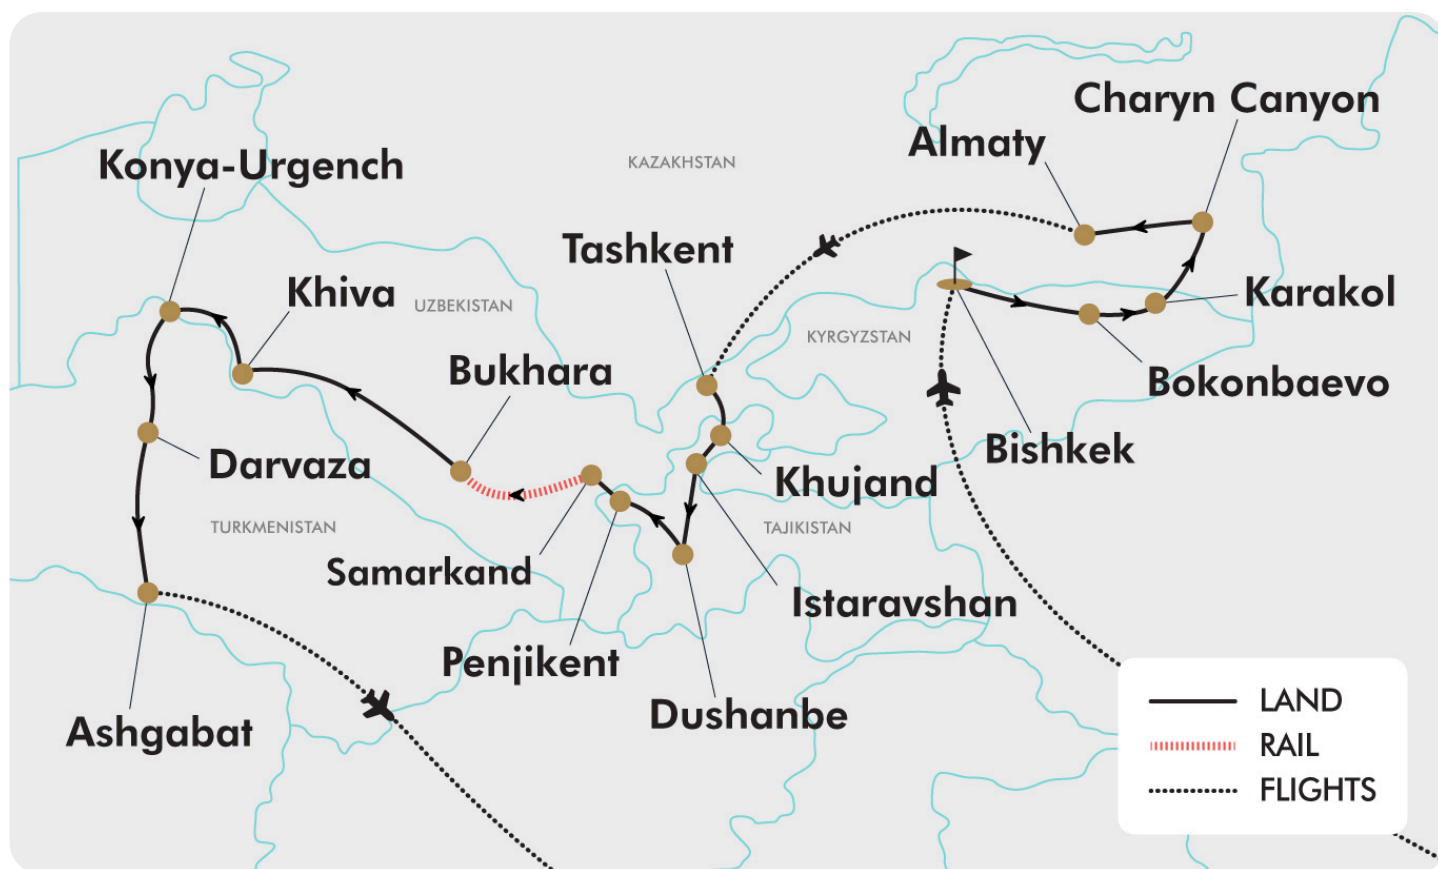 Charyn Canyon
Almaty
KAZAKHSTAN
Konya-Urgench
Tashkent
Khiva
UZBEKISTAN
Karakol
KYRGYZSTAN
Bukhara
Bokonbaevo
Bishkek
Darvaza
Khujand
TURKMENISTAN
TAJIKISTAN
Samarkand
Istaravshan
Penjikent
Dushanbe
Ashgabat
LAND
RAIL
FLIGHTS